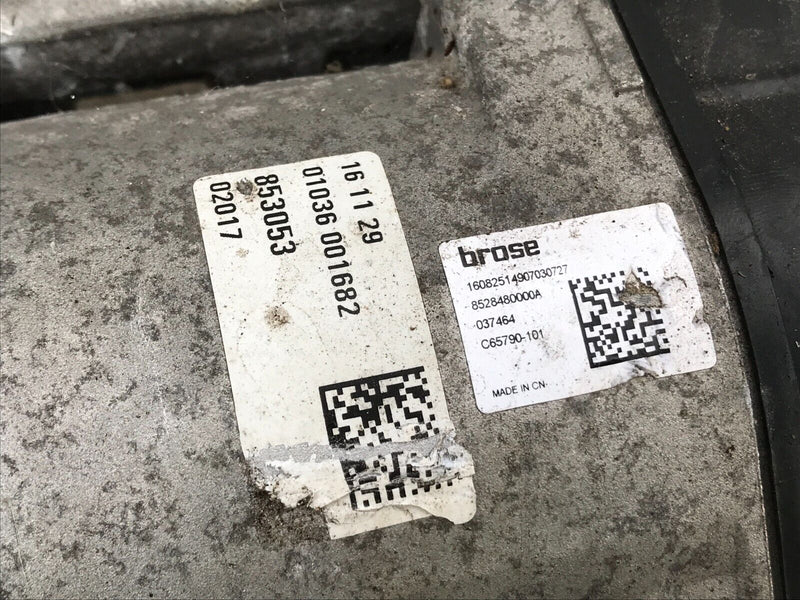 16 11 29
01036 001682
853053
02017
brose
16082514907030727
8528480000A
037464
C65790-101
MADE IN CN